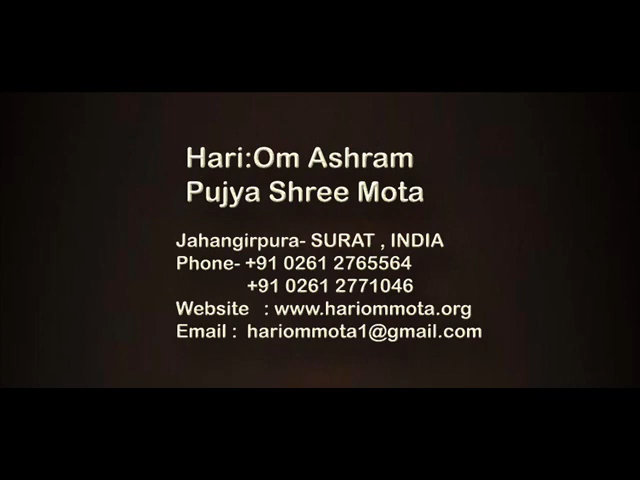 Hari:Om Ashram
Pujya Shree Mota
Jahangirpura- SURAT , INDIA
Phone- +91 0261 2765564
+91 0261 2771046
Website : www.hariommota.org
Email : hariommota1@gmail.com